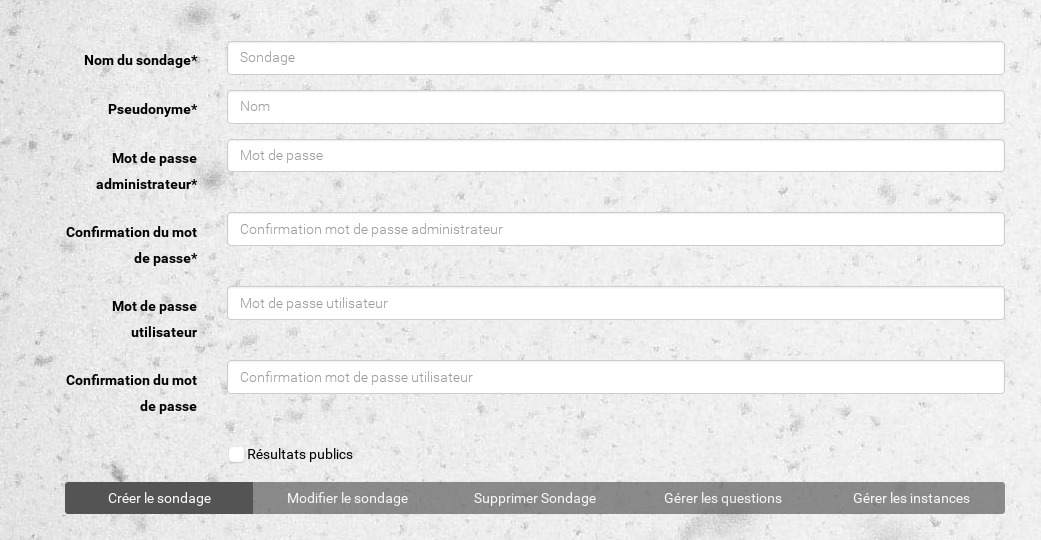 Nom du sondage*
Sondage
Pseudonyme*
Nom
Mot de passe
administrateur*
Mot de passe
Confirmation du mot
de passe*
Confirmation mot de passe administrateur
Mot de passe
utilisateur
Mot de passe utilisateur
Confirmation du mot
de passe
Confirmation mot de passe utilisateur
Résultats publics
Créer le sondage Modifier le sondage Supprimer Sondage Gérer les questions Gérer les instances